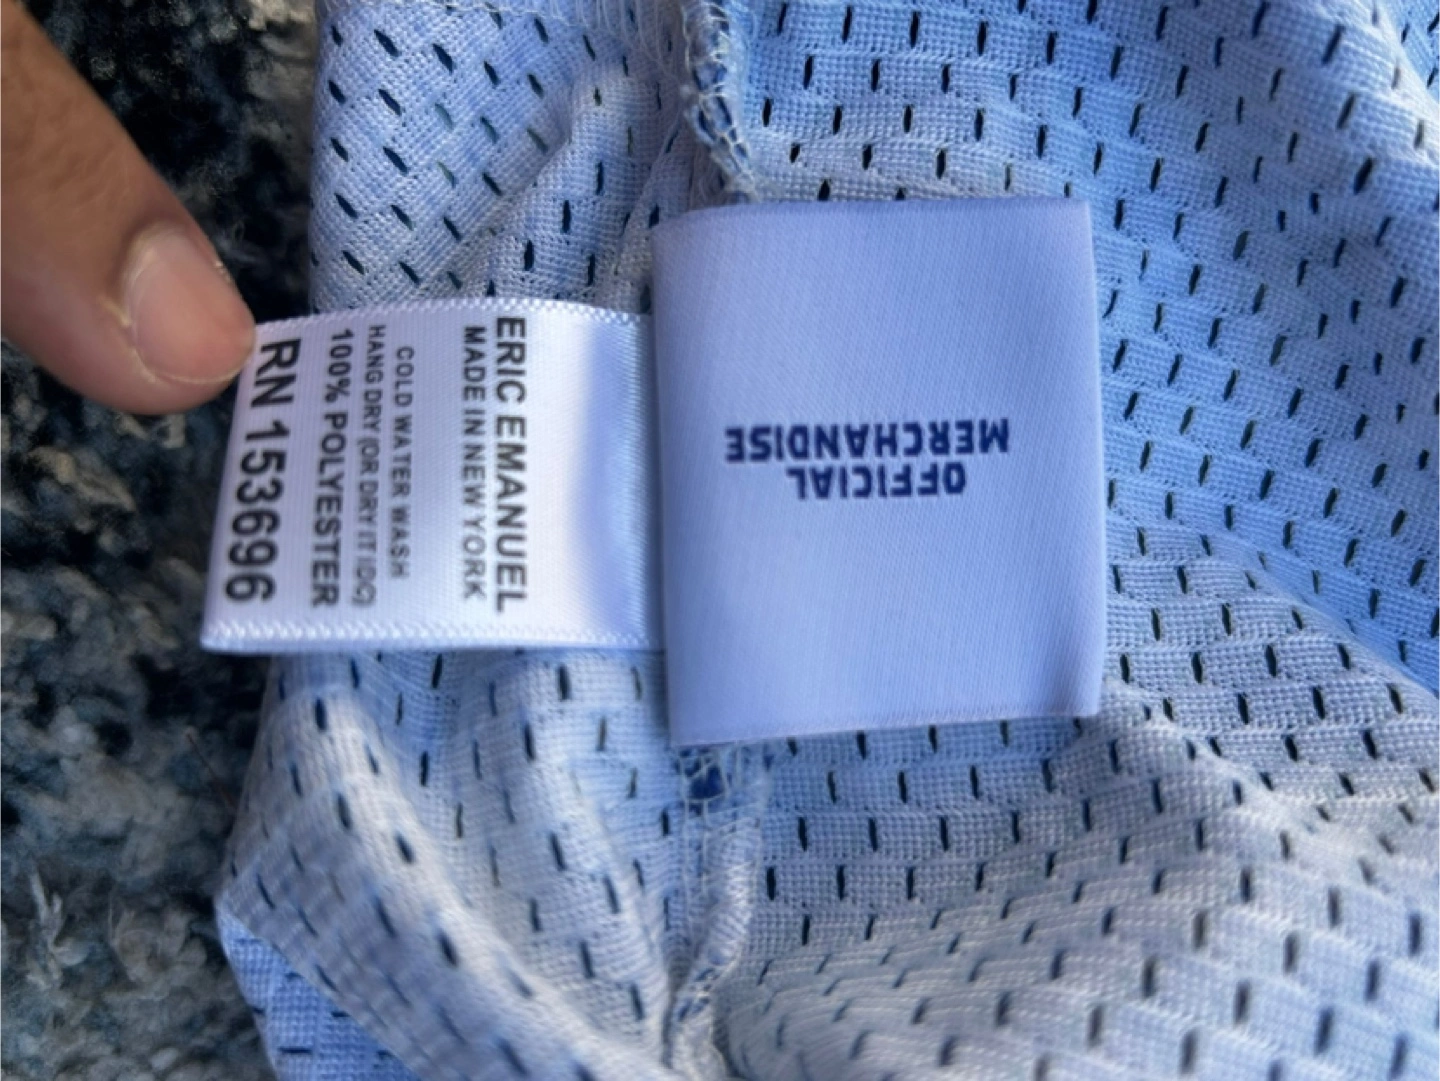 ERIC EMANUEL
MADE IN NEW YORK
COLD WATER WASH
HANG DRY (OR DRY IT IDC)
100% POLYESTER
RN 153696
OFFICIAL
MERCHANDISE